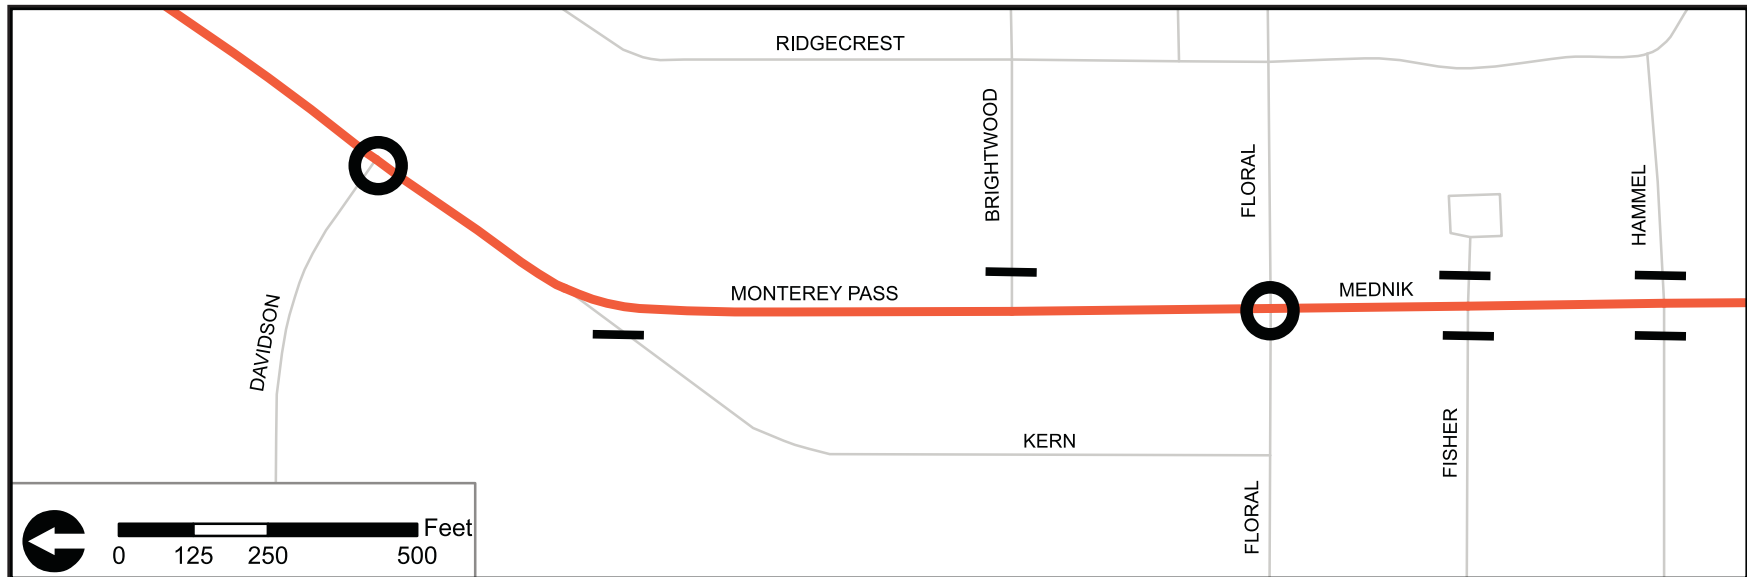 RIDGECREST
BRIGHTWOOD
FLORAL
HAMMEL
MONTEREY PASS
MEDNIK
DAVIDSON
KERN
FISHER
FLORAL
Feet
0 125 250 500